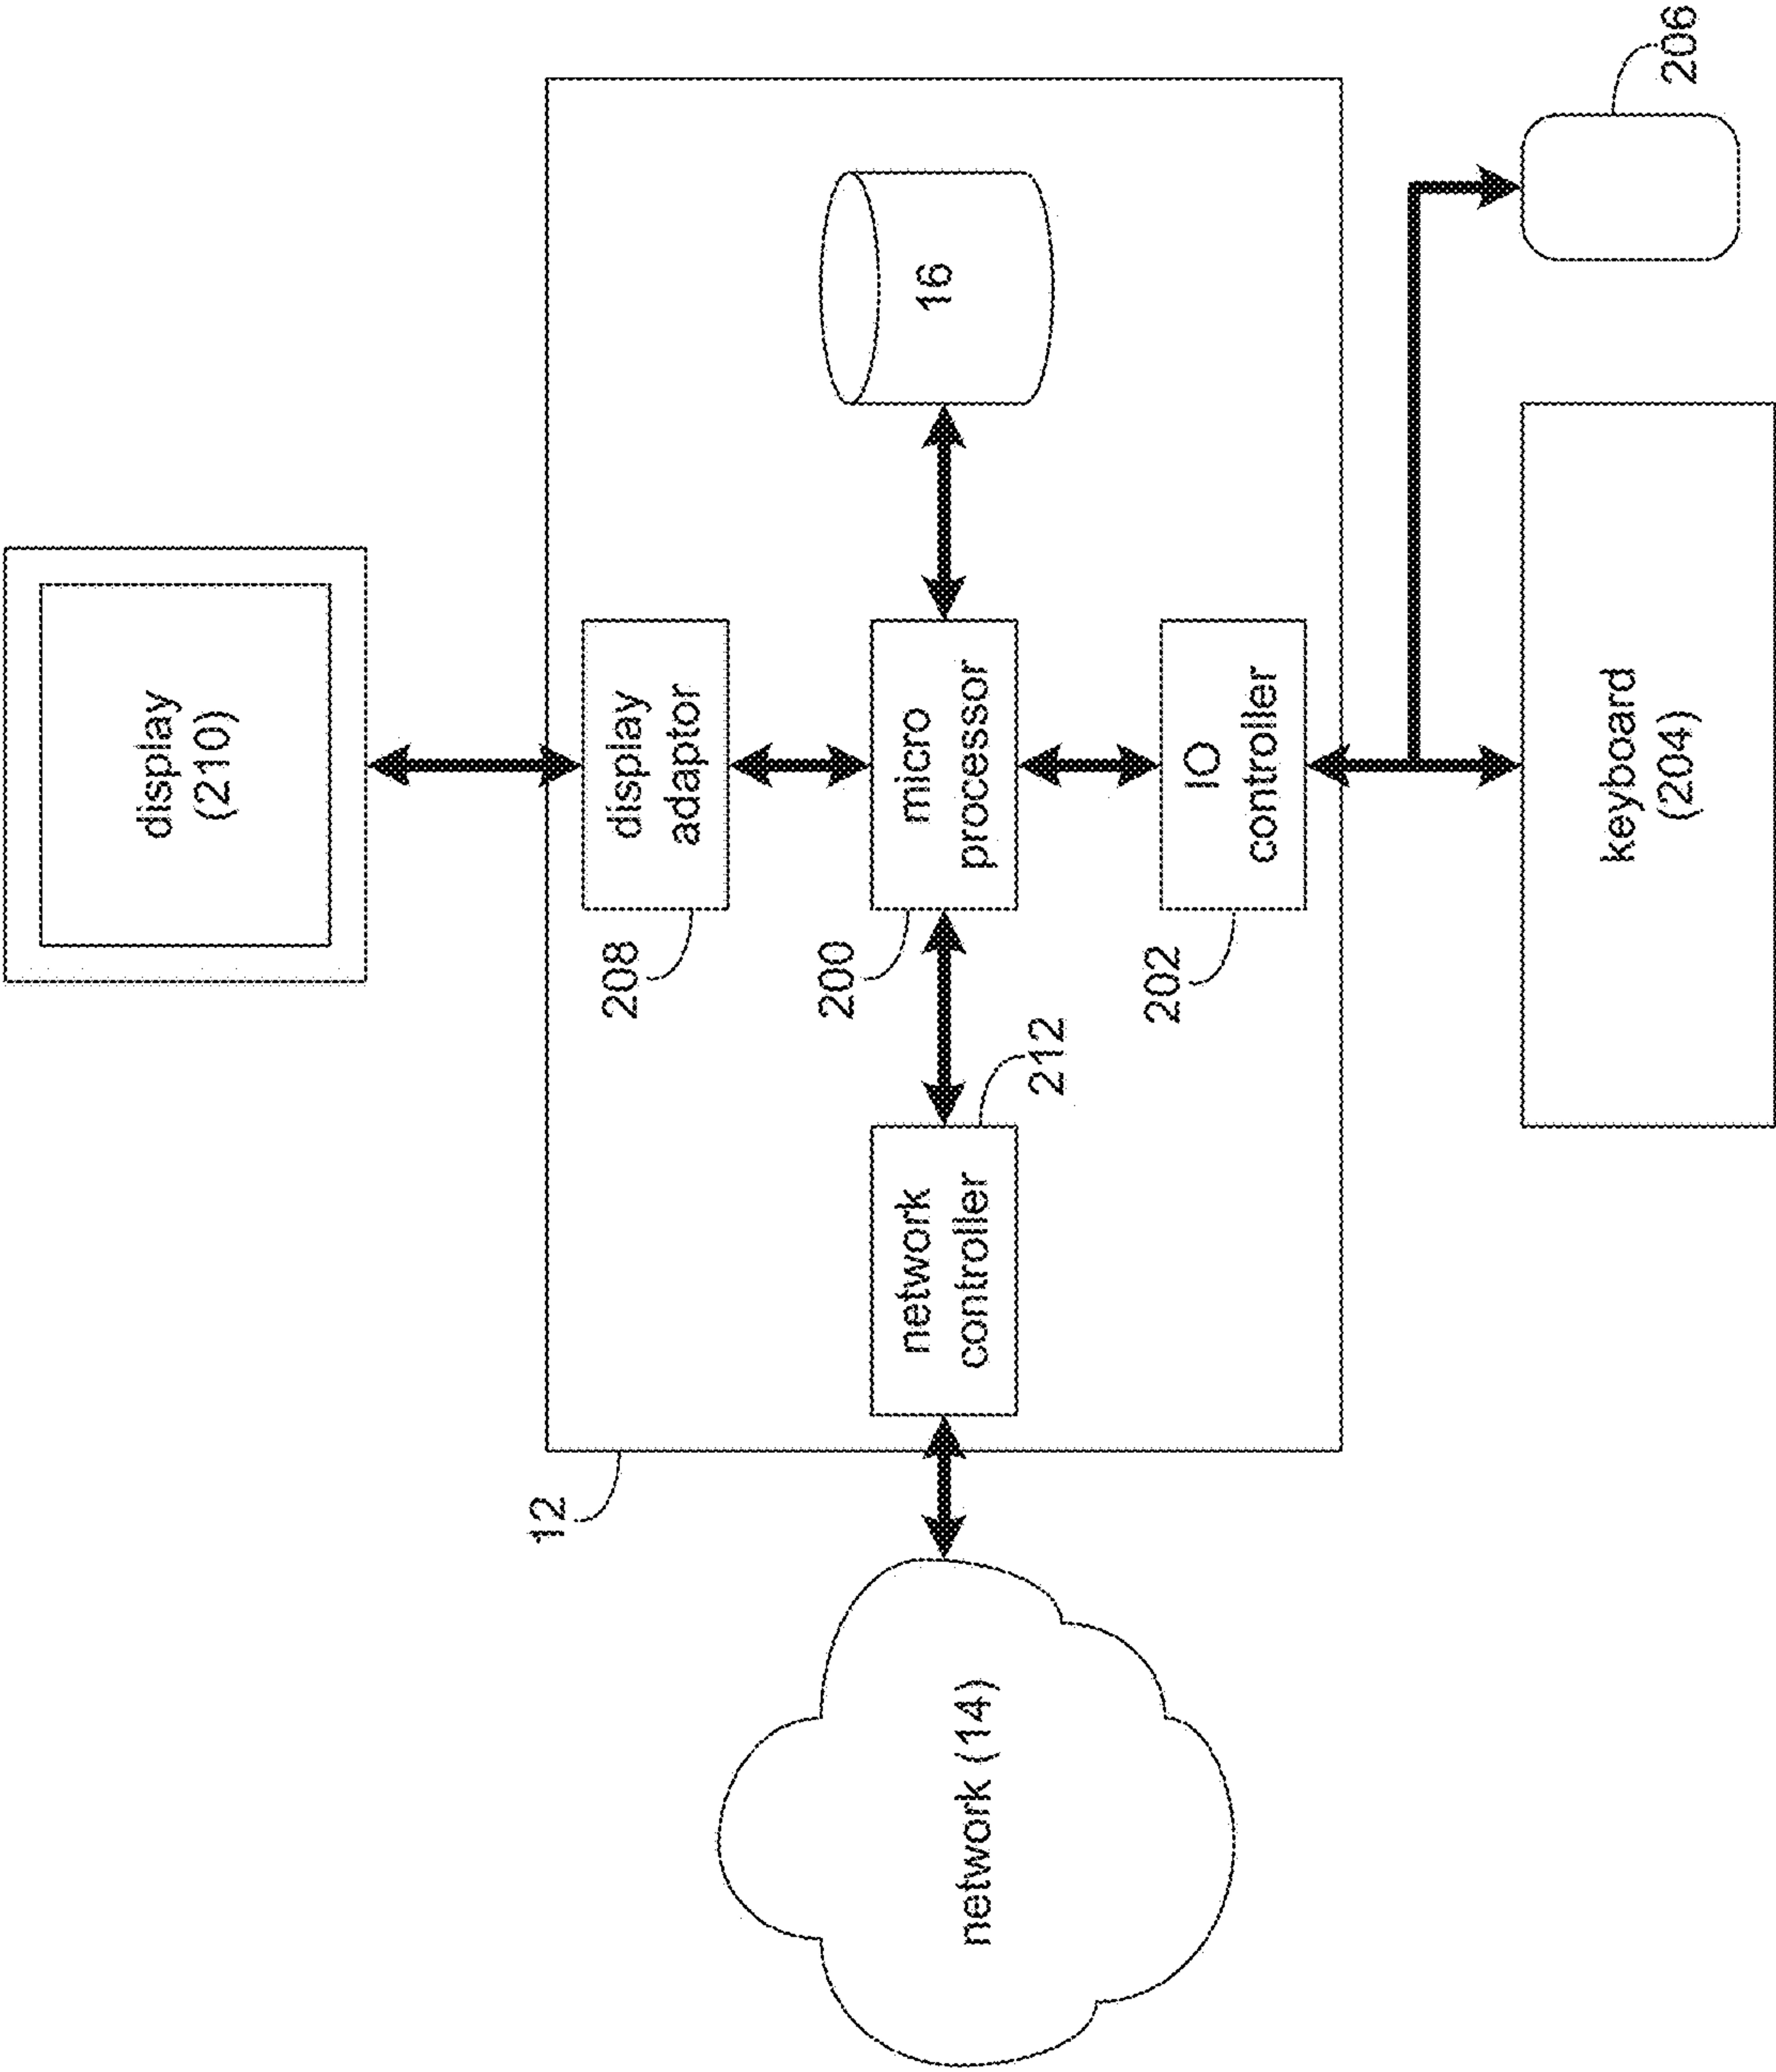 display
(210)
display
adaptor
208
micro
processor
200
16
IO
controller
202
network
controller
212
12
network (14)
keyboard
(204)
206